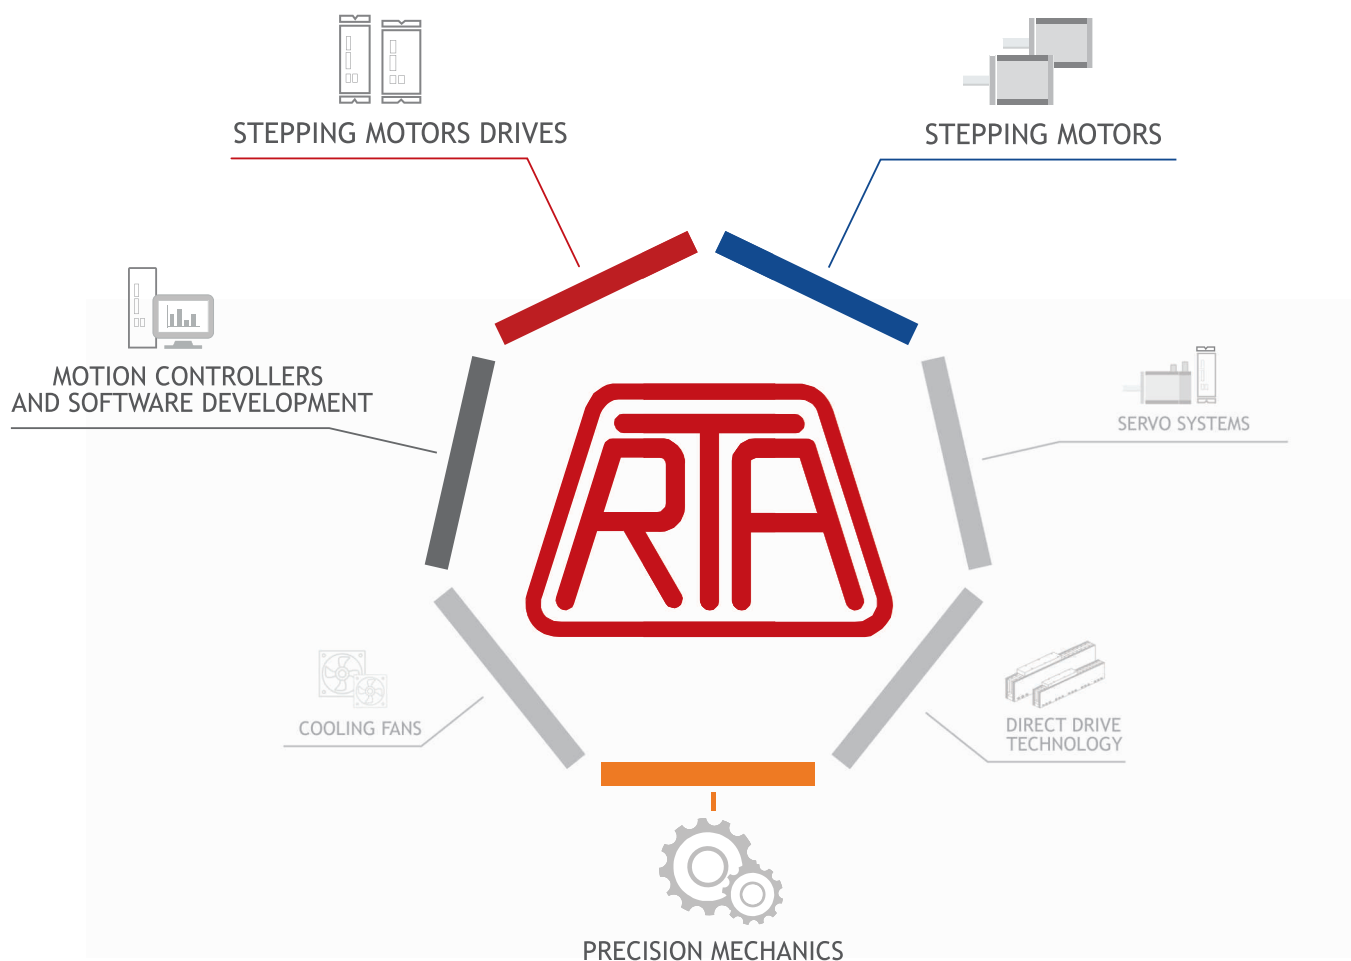 STEPPING MOTORS DRIVES
STEPPING MOTORS
MOTION CONTROLLERS
AND SOFTWARE DEVELOPMENT
SERVO SYSTEMS
RTA
COOLING FANS
DIRECT DRIVE
TECHNOLOGY
PRECISION MECHANICS